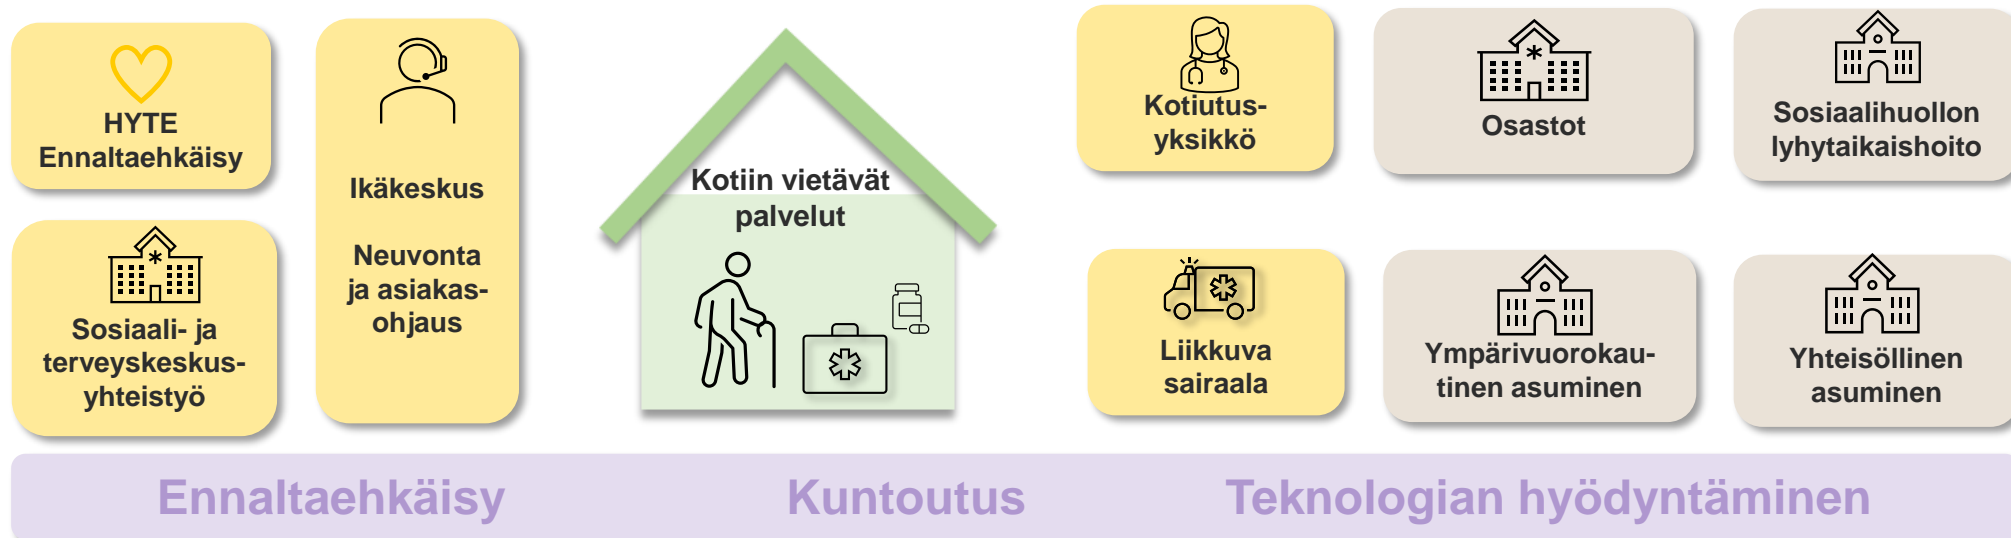 HYTE
Ennaltaehkäisy
Sosiaali- ja
terveyskeskus-
yhteistyö
Ikäkeskus
Neuvonta
ja asiakas-
ohjaus
Kotiin vietävät
palvelut
Kotiutus-
yksikkö
Osastot
Sosiaalihuollon
lyhytaikaishoito
Liikkuva
sairaala
Ympärivuorokau-
tinen asuminen
Yhteisöllinen
asuminen
Ennaltaehkäisy
Kuntoutus
Teknologian hyödyntäminen